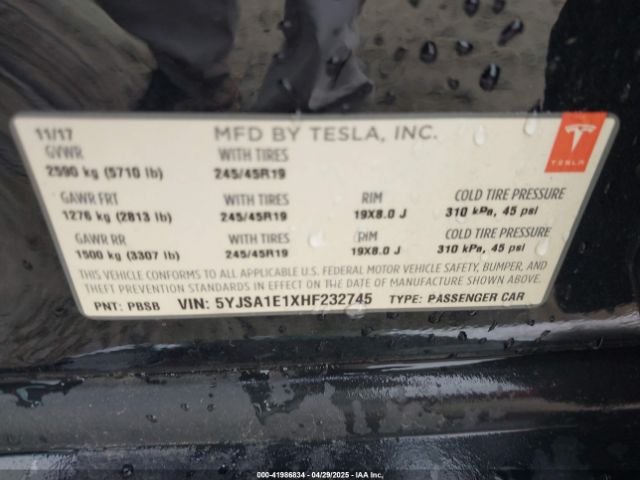 11/17 MFD BY TESLA, INC.
GVWR WITH TIRES
2590 kg (5710 lb) 245/45R19
TESLA
GAWR FRT WITH TIRES RIM COLD TIRE PRESSURE
1276 kg (2813 lb) 245/45R19 19X8.0 J 310 kPa, 45 psi
GAWR RR WITH TIRES RIM COLD TIRE PRESSURE
1500 kg (3307 lb) 245/45R19 19X8.0 J 310 kPa, 45 psi
THIS VEHICLE CONFORMS TO ALL APPLICABLE U.S. FEDERAL MOTOR VEHICLE SAFETY, BUMPER, AND
THEFT PREVENTION STANDARDS IN EFFECT ON THE DATE OF MANUFACTURE SHOWN ABOVE.
PNT: PBSB VIN: 5YJSA1E1XHF232745 TYPE: PASSENGER CAR
000-41986834 - 04/29/2025 - IAA Inc.